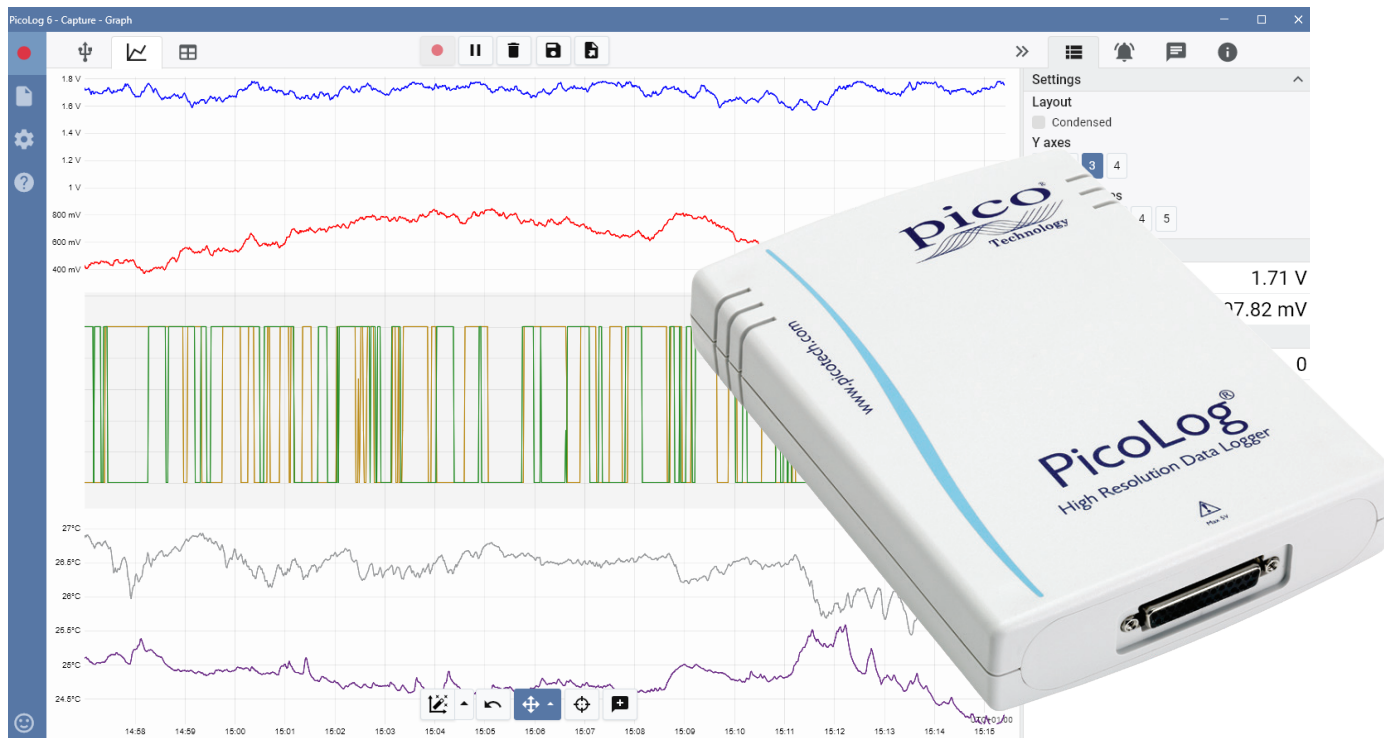 PicoLog 6 - Capture - Graph
Settings
Layout
Condensed
Y axes
3
4
4
5
1.71 V
07.82 mV
0
1.8 V
1.6 V
1.4 V
1.2 V
1 V
800 mV
600 mV
400 mV
27°C
26.5°C
26°C
25.5°C
25°C
24.5°C
14:58 14:59 15:00 15:01 15:02 15:03 15:04 15:05 15:06 15:07 15:08 15:09 15:10 15:11 15:12 15:13 15:14 15:15
pico®
Technology
www.picotech.com
PicoLog®
High Resolution Data Logger
Max 5V